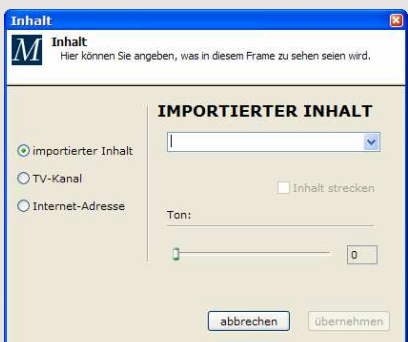 Inhalt
M
Inhalt
Hier können Sie angeben, was in diesem Frame zu sehen seien wird.
IMPORTIERTER INHALT
importierter Inhalt
TV-Kanal
Internet-Adresse
Inhalt strecken
Ton:
0
abbrechen
übernehmen